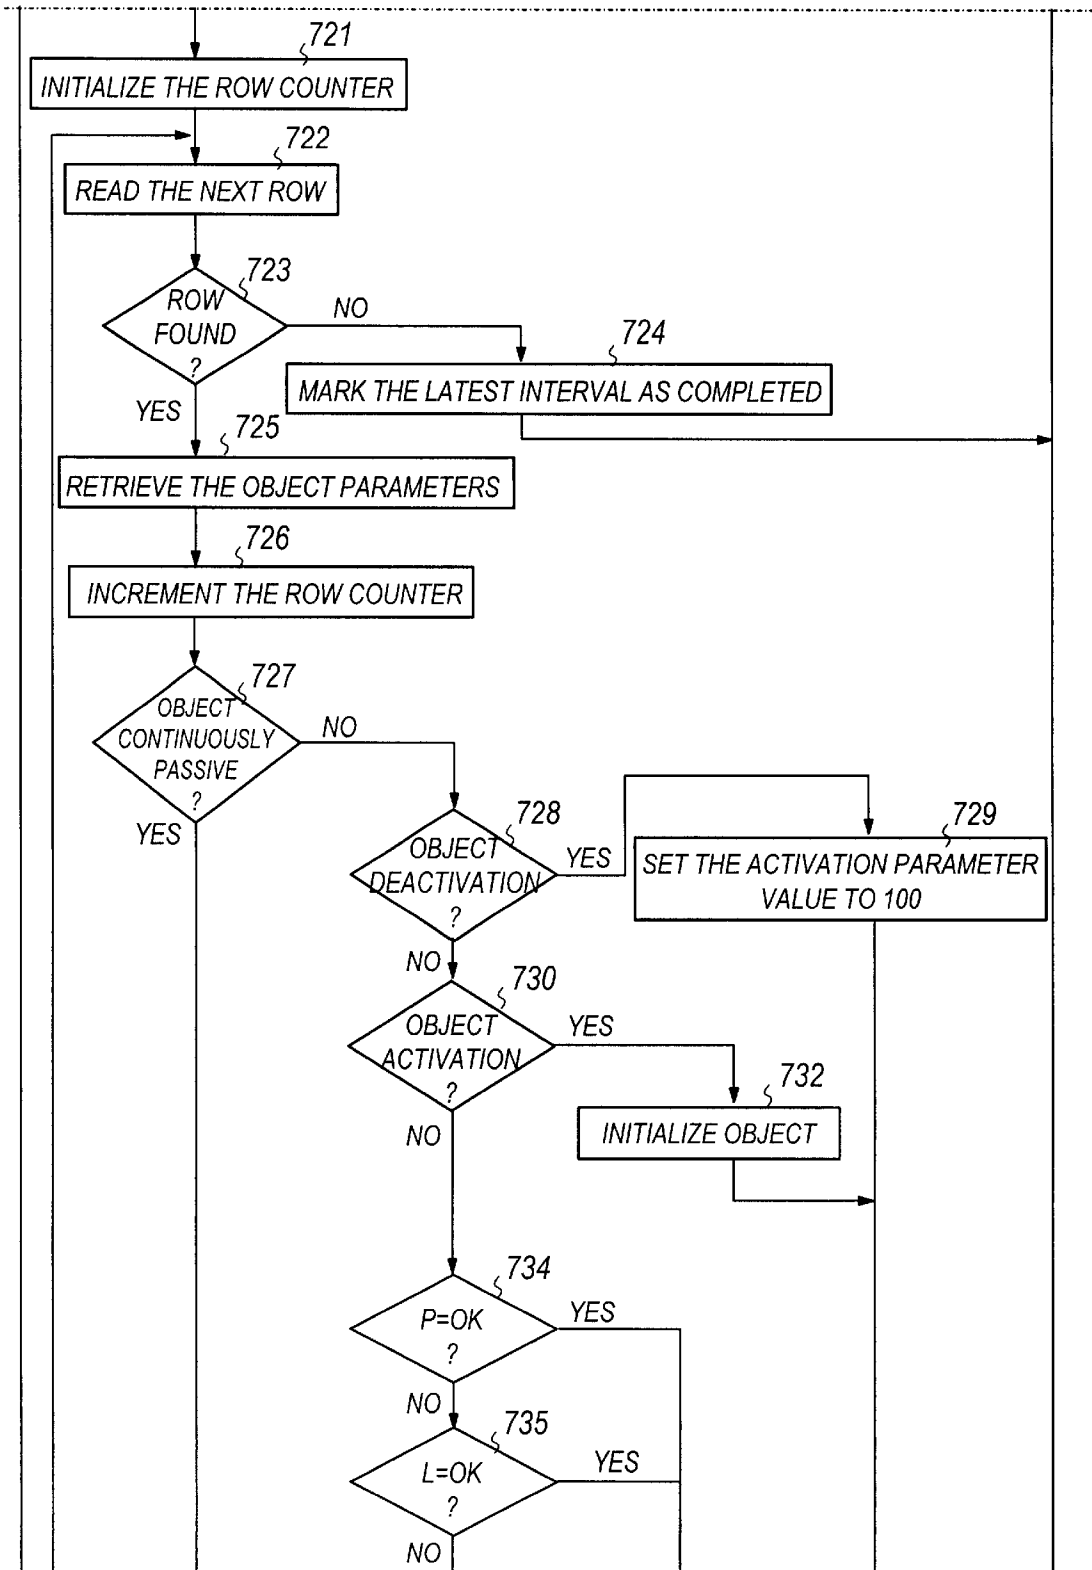 721
INITIALIZE THE ROW COUNTER
722
READ THE NEXT ROW
723
ROW
FOUND
?
NO
YES
724
MARK THE LATEST INTERVAL AS COMPLETED
725
RETRIEVE THE OBJECT PARAMETERS
726
INCREMENT THE ROW COUNTER
727
OBJECT
CONTINUOUSLY
PASSIVE
?
NO
YES
728
OBJECT
DEACTIVATION
?
YES
NO
729
SET THE ACTIVATION PARAMETER
VALUE TO 100
730
OBJECT
ACTIVATION
?
YES
NO
732
INITIALIZE OBJECT
734
P=OK
?
YES
NO
735
L=OK
?
YES
NO